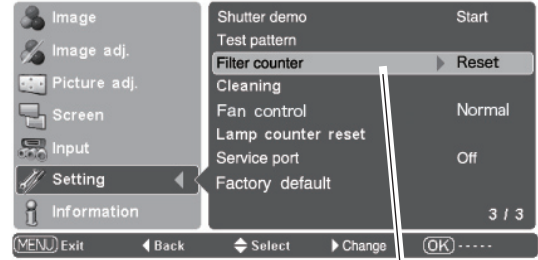 Image
Image adj.
Picture adj.
Screen
Input
Setting
Information
Shutter demo Start
Test pattern
Filter counter Reset
Cleaning
Fan control Normal
Lamp counter reset
Service port Off
Factory default
3 / 3
MENU Exit Back Select Change OK -----